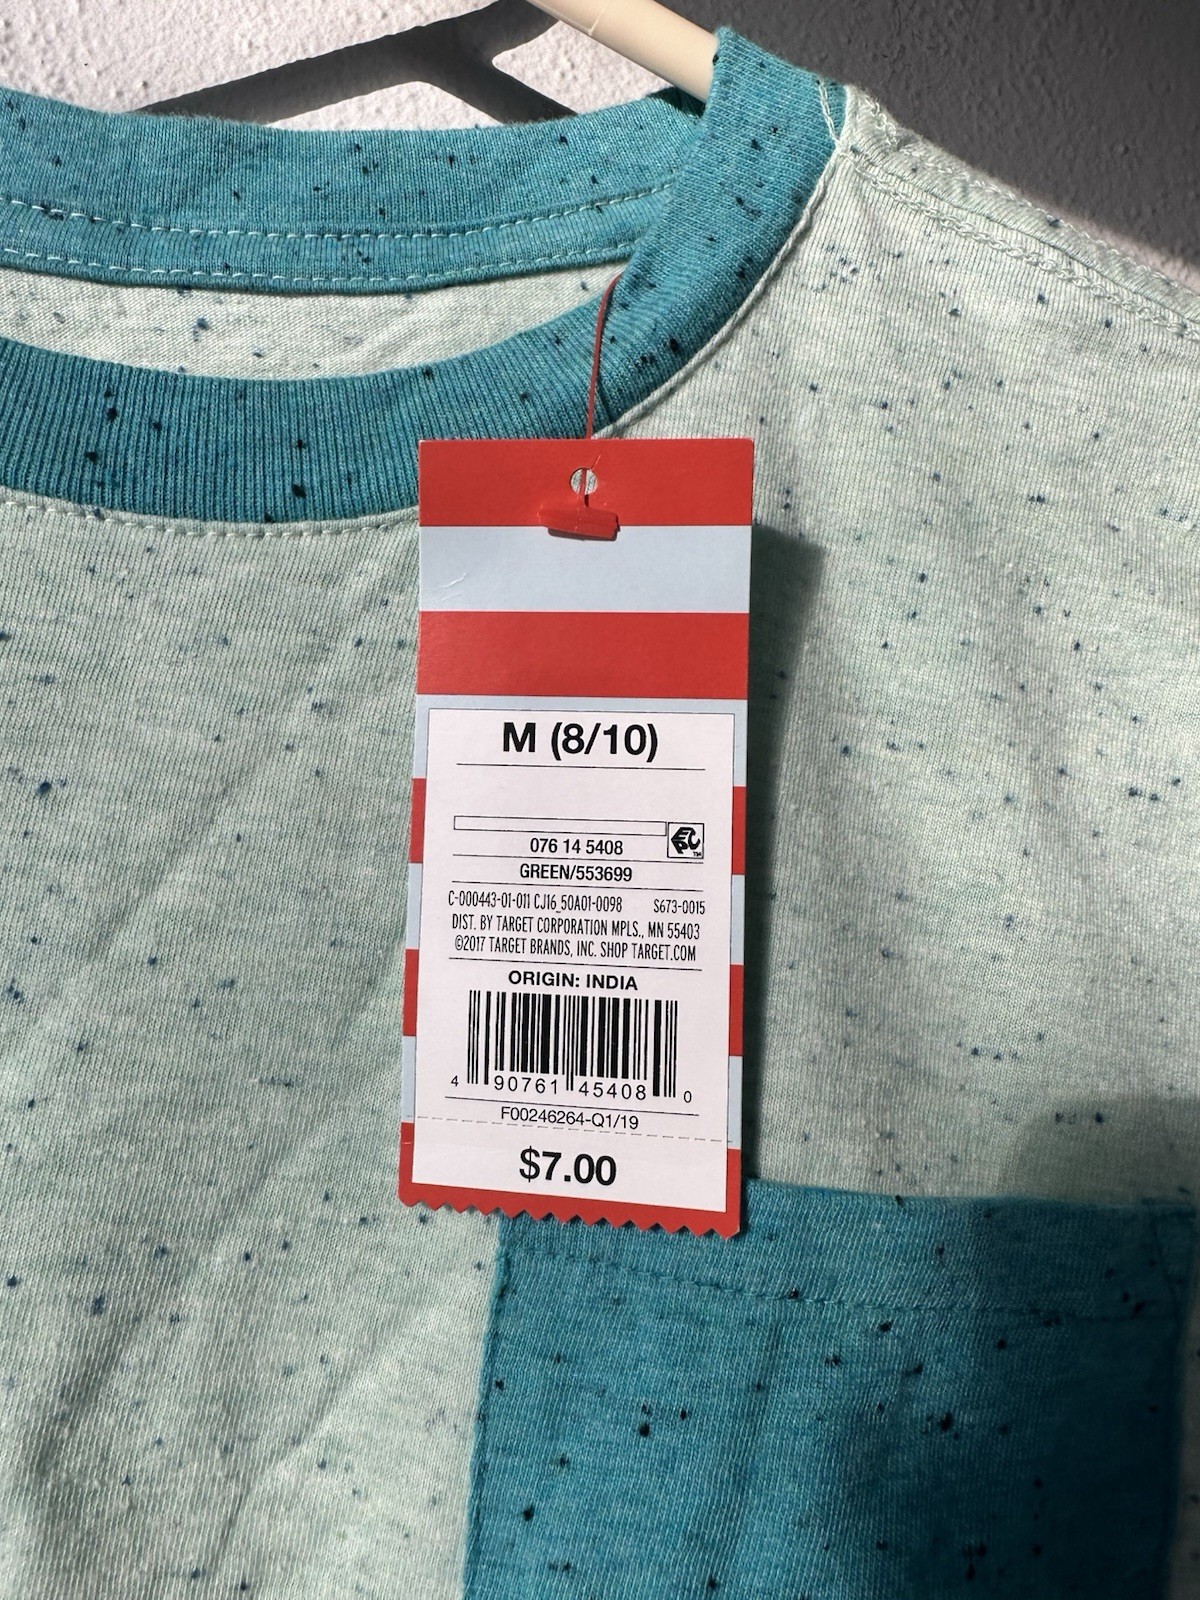 M (8/10)
EPC
TM
076 14 5408
GREEN/553699
C-000443-01-011 CJ16_50A01-0098 S673-0015
DIST. BY TARGET CORPORATION MPLS., MN 55403
©2017 TARGET BRANDS, INC. SHOP TARGET.COM
ORIGIN: INDIA
4 90761 45408 0
F00246264-Q1/19
$7.00